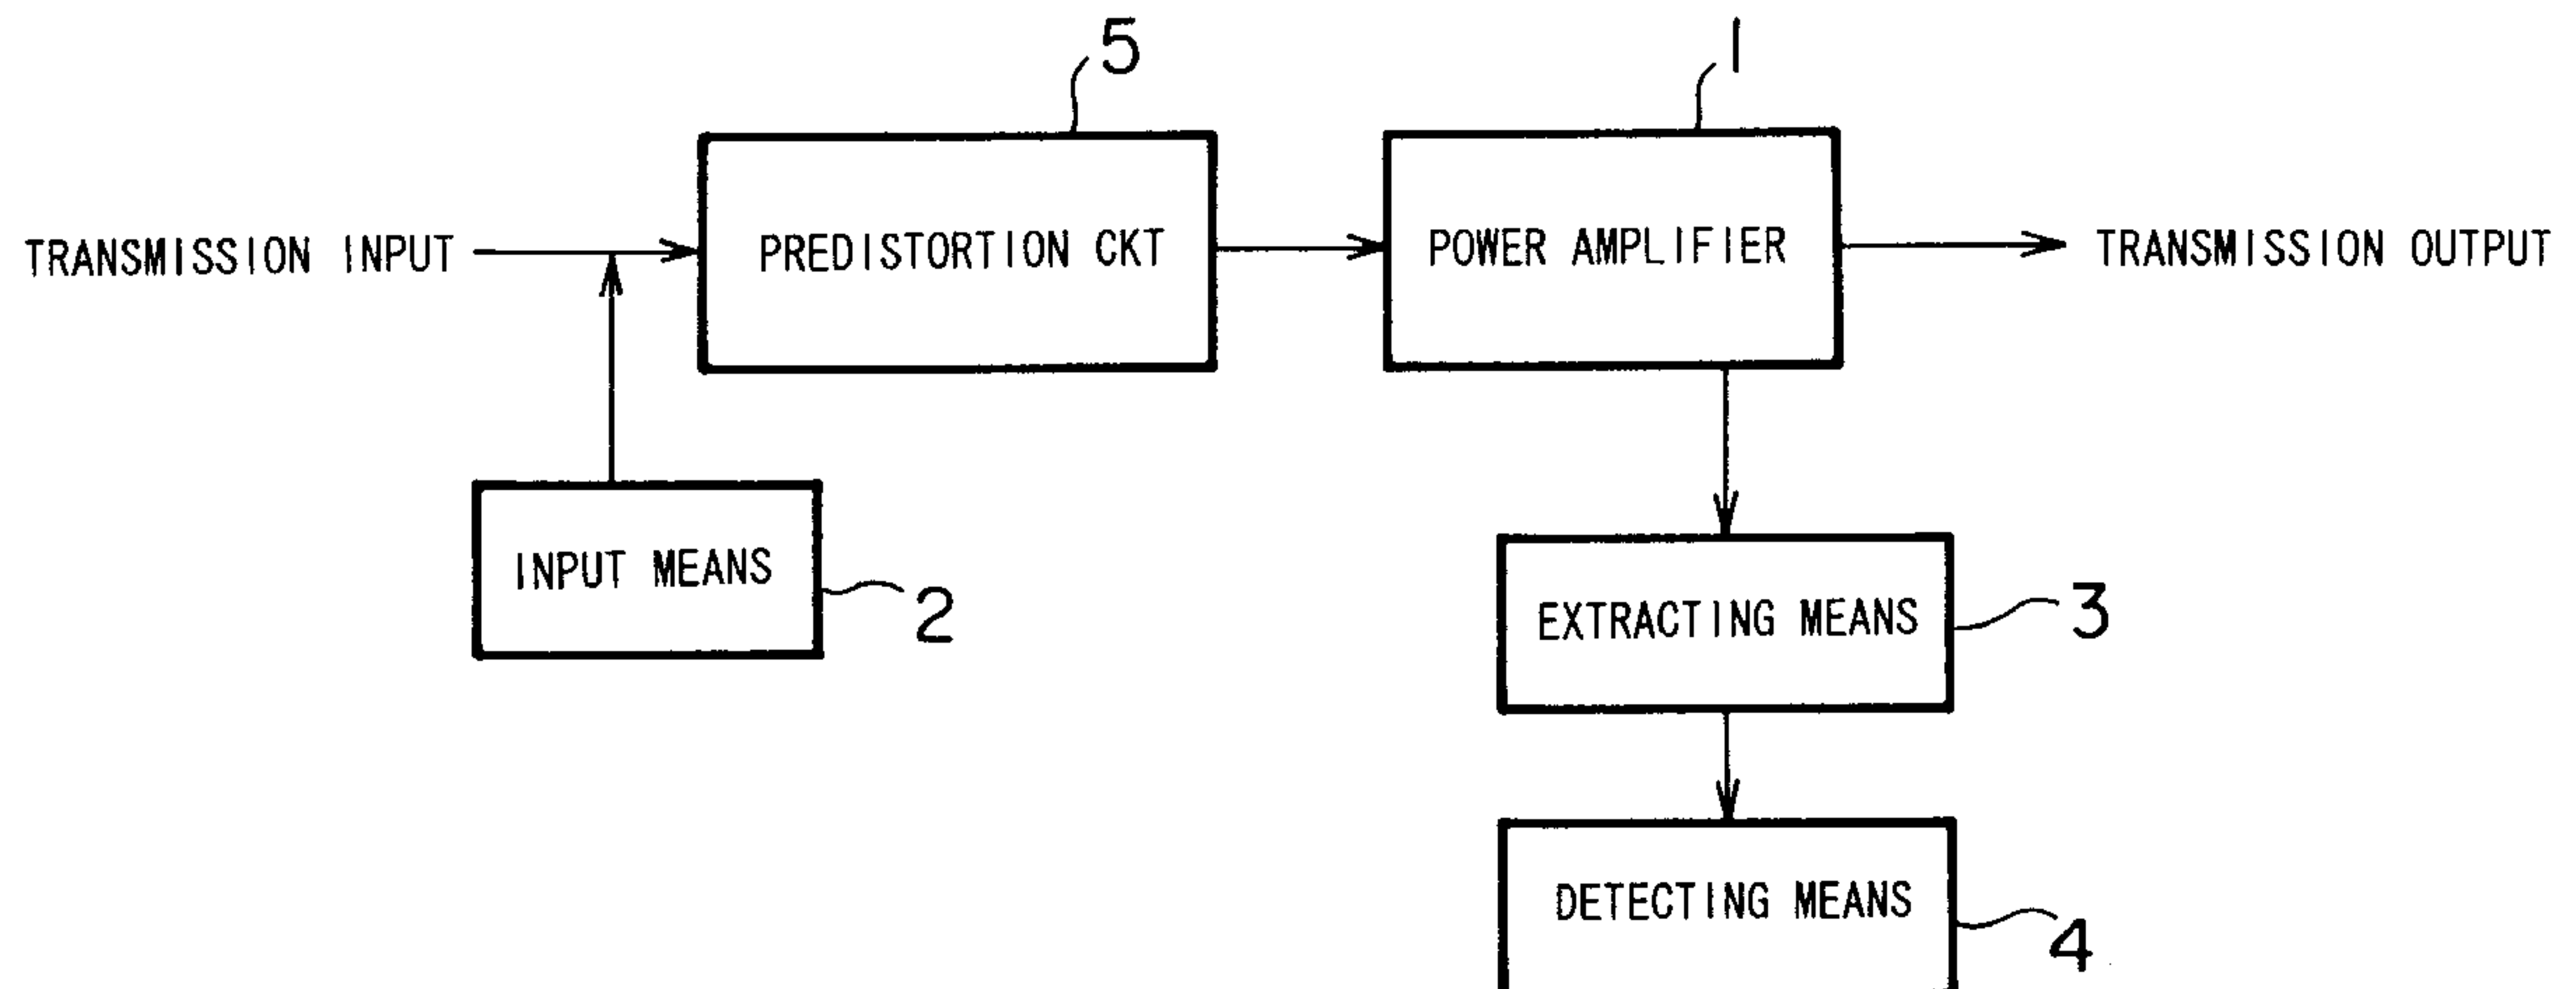 5
1
TRANSMISSION INPUT
PREDISTORTION CKT
POWER AMPLIFIER
TRANSMISSION OUTPUT
INPUT MEANS
2
EXTRACTING MEANS
3
DETECTING MEANS
4